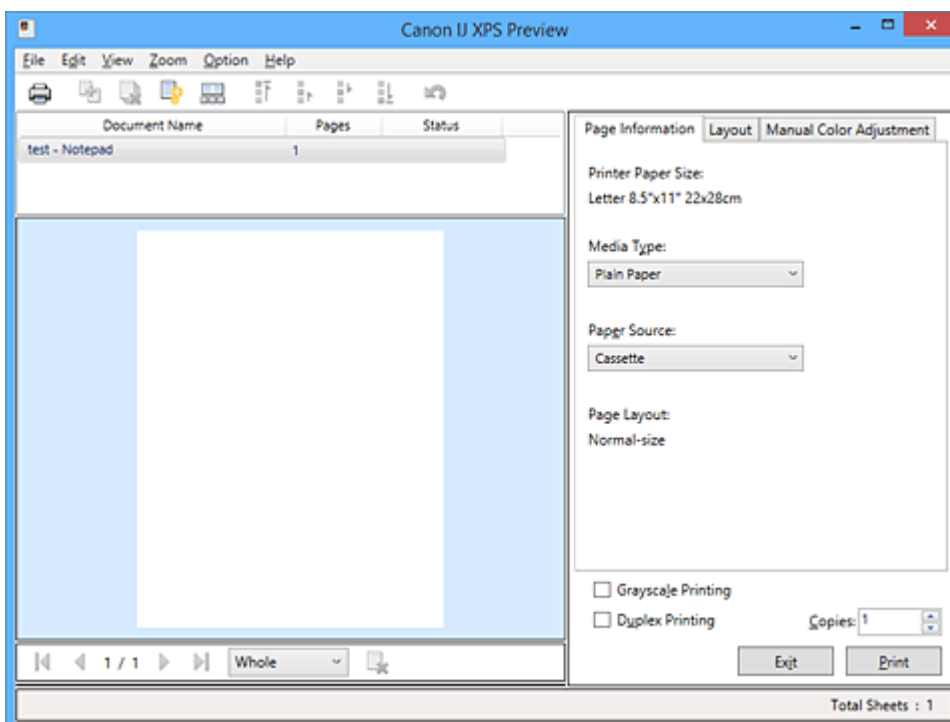 Canon IJ XPS Preview
File Edit View Zoom Option Help
Document Name Pages Status
test - Notepad 1
Page Information Layout Manual Color Adjustment
Printer Paper Size:
Letter 8.5"x11" 22x28cm
Media Type:
Plain Paper
Paper Source:
Cassette
Page Layout:
Normal-size
Grayscale Printing
Duplex Printing Copies: 1
1 / 1 Whole Exit Print
Total Sheets : 1